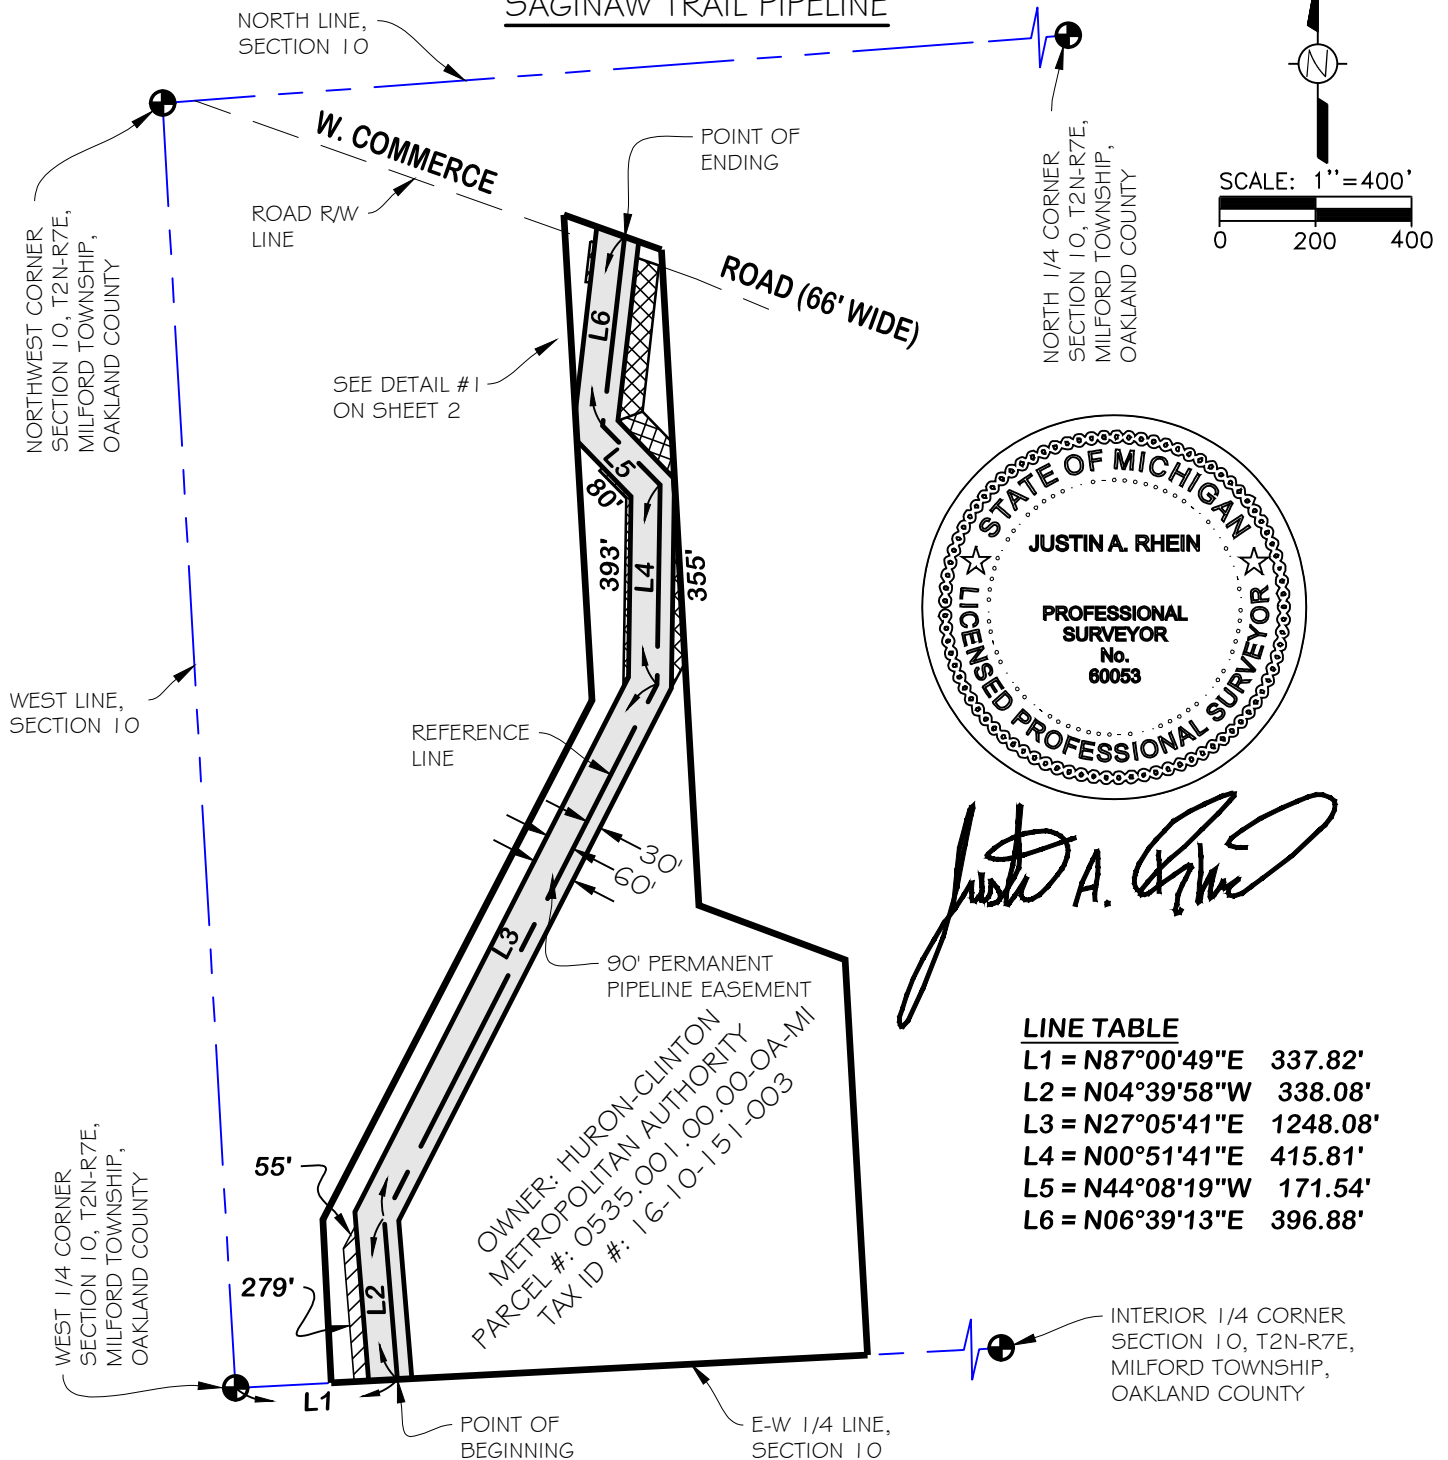 SAGINAW TRAIL PIPELINE
NORTH LINE,
SECTION 10
W. COMMERCE
POINT OF
ENDING
ROAD R/W
LINE
ROAD (66' WIDE)
N
SCALE: 1''=400'
0 200 400
NORTHWEST CORNER
SECTION 10, T2N-R7E,
MILFORD TOWNSHIP,
OAKLAND COUNTY
NORTH 1/4 CORNER
SECTION 10, T2N-R7E,
MILFORD TOWNSHIP,
OAKLAND COUNTY
SEE DETAIL #1
ON SHEET 2
L6
L5
80'
393'
L4
355'
STATE OF MICHIGAN
JUSTIN A. RHEIN
PROFESSIONAL
SURVEYOR
No.
60053
LICENSED PROFESSIONAL SURVEYOR
WEST LINE,
SECTION 10
REFERENCE
LINE
30'
60'
Justin A. Rhein
L3
90' PERMANENT
PIPELINE EASEMENT
OWNER: HURON-CLINTON
METROPOLITAN AUTHORITY
PARCEL #: 0535.001.00.00-OA-MI
TAX ID #: 16-10-151-003
LINE TABLE
L1 = N87°00'49"E 337.82'
L2 = N04°39'58"W 338.08'
L3 = N27°05'41"E 1248.08'
L4 = N00°51'41"E 415.81'
L5 = N44°08'19"W 171.54'
L6 = N06°39'13"E 396.88'
55'
279'
L2
WEST 1/4 CORNER
SECTION 10, T2N-R7E,
MILFORD TOWNSHIP,
OAKLAND COUNTY
L1
POINT OF
BEGINNING
E-W 1/4 LINE,
SECTION 10
INTERIOR 1/4 CORNER
SECTION 10, T2N-R7E,
MILFORD TOWNSHIP,
OAKLAND COUNTY